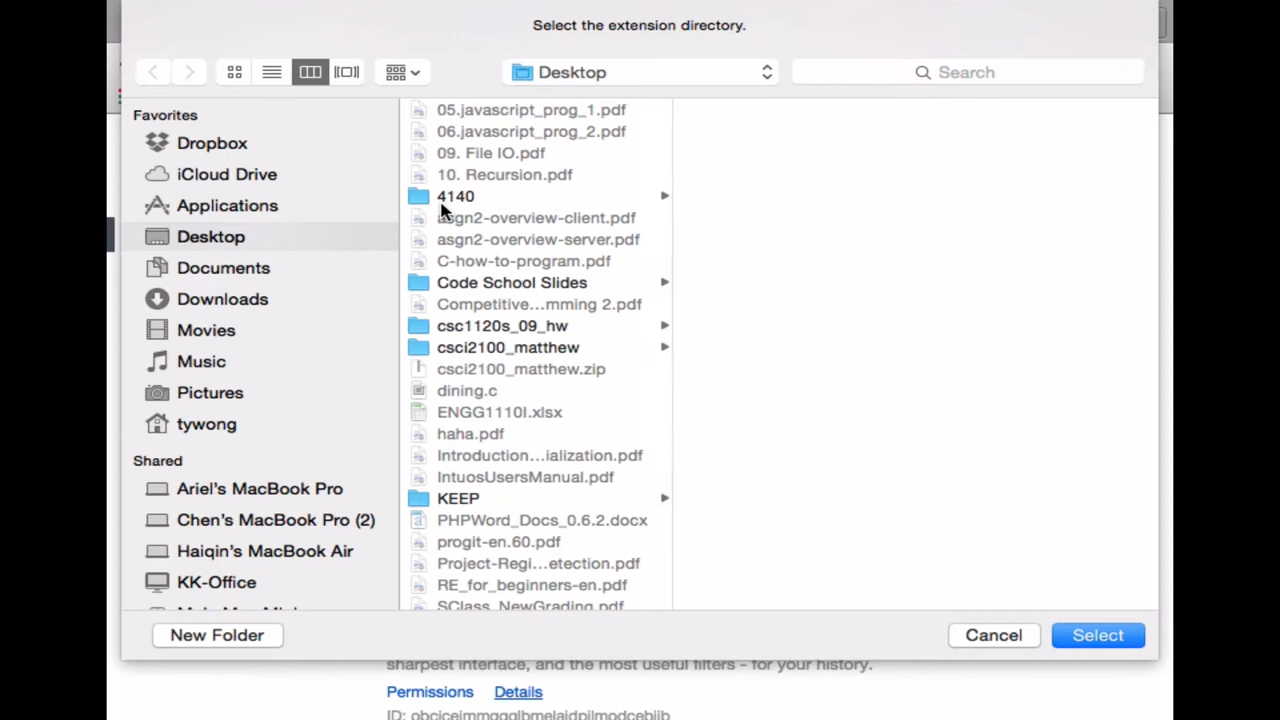 Select the extension directory.
Desktop
Search
Favorites
Dropbox
iCloud Drive
Applications
Desktop
Documents
Downloads
Movies
Music
Pictures
tywong
Shared
Ariel's MacBook Pro
Chen's MacBook Pro (2)
Haiqin's MacBook Air
KK-Office
05.javascript_prog_1.pdf
06.javascript_prog_2.pdf
09. File IO.pdf
10. Recursion.pdf
4140
asgn2-overview-client.pdf
asgn2-overview-server.pdf
C-how-to-program.pdf
Code School Slides
Competitive...mming 2.pdf
csc1120s_09_hw
csci2100_matthew
csci2100_matthew.zip
dining.c
ENGG1110I.xlsx
haha.pdf
Introduction...ialization.pdf
IntuosUsersManual.pdf
KEEP
PHPWord_Docs_0.6.2.docx
progit-en.60.pdf
Project-Regi...etection.pdf
RE_for_beginners-en.pdf
SClass_NewGrading.pdf
New Folder
Cancel
Select
sharpest interface, and the most useful filters - for your history.
Permissions
Details
ID: